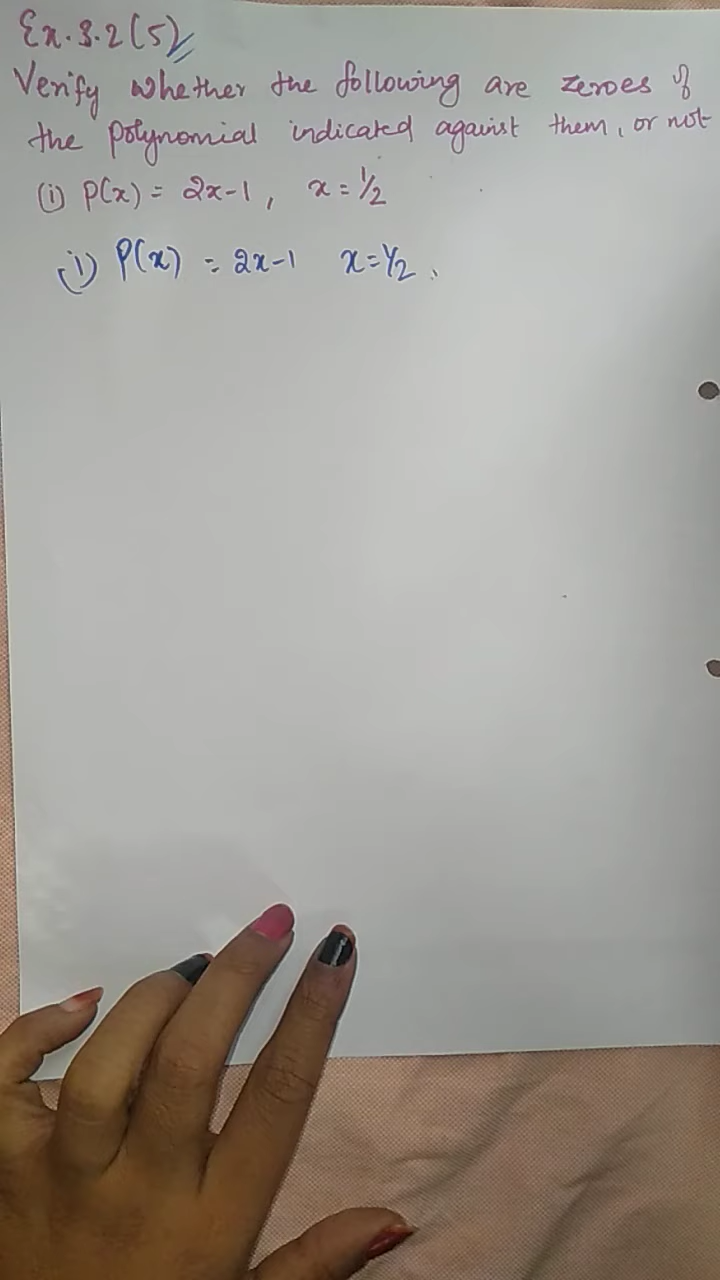 Ex. 3.2 (5)
Verify whether the following are zeroes of
the polynomial indicated against them, or not
(i) P(x) = 2x-1, x = 1/2
(i) P(x) = 2x-1 x = 1/2.